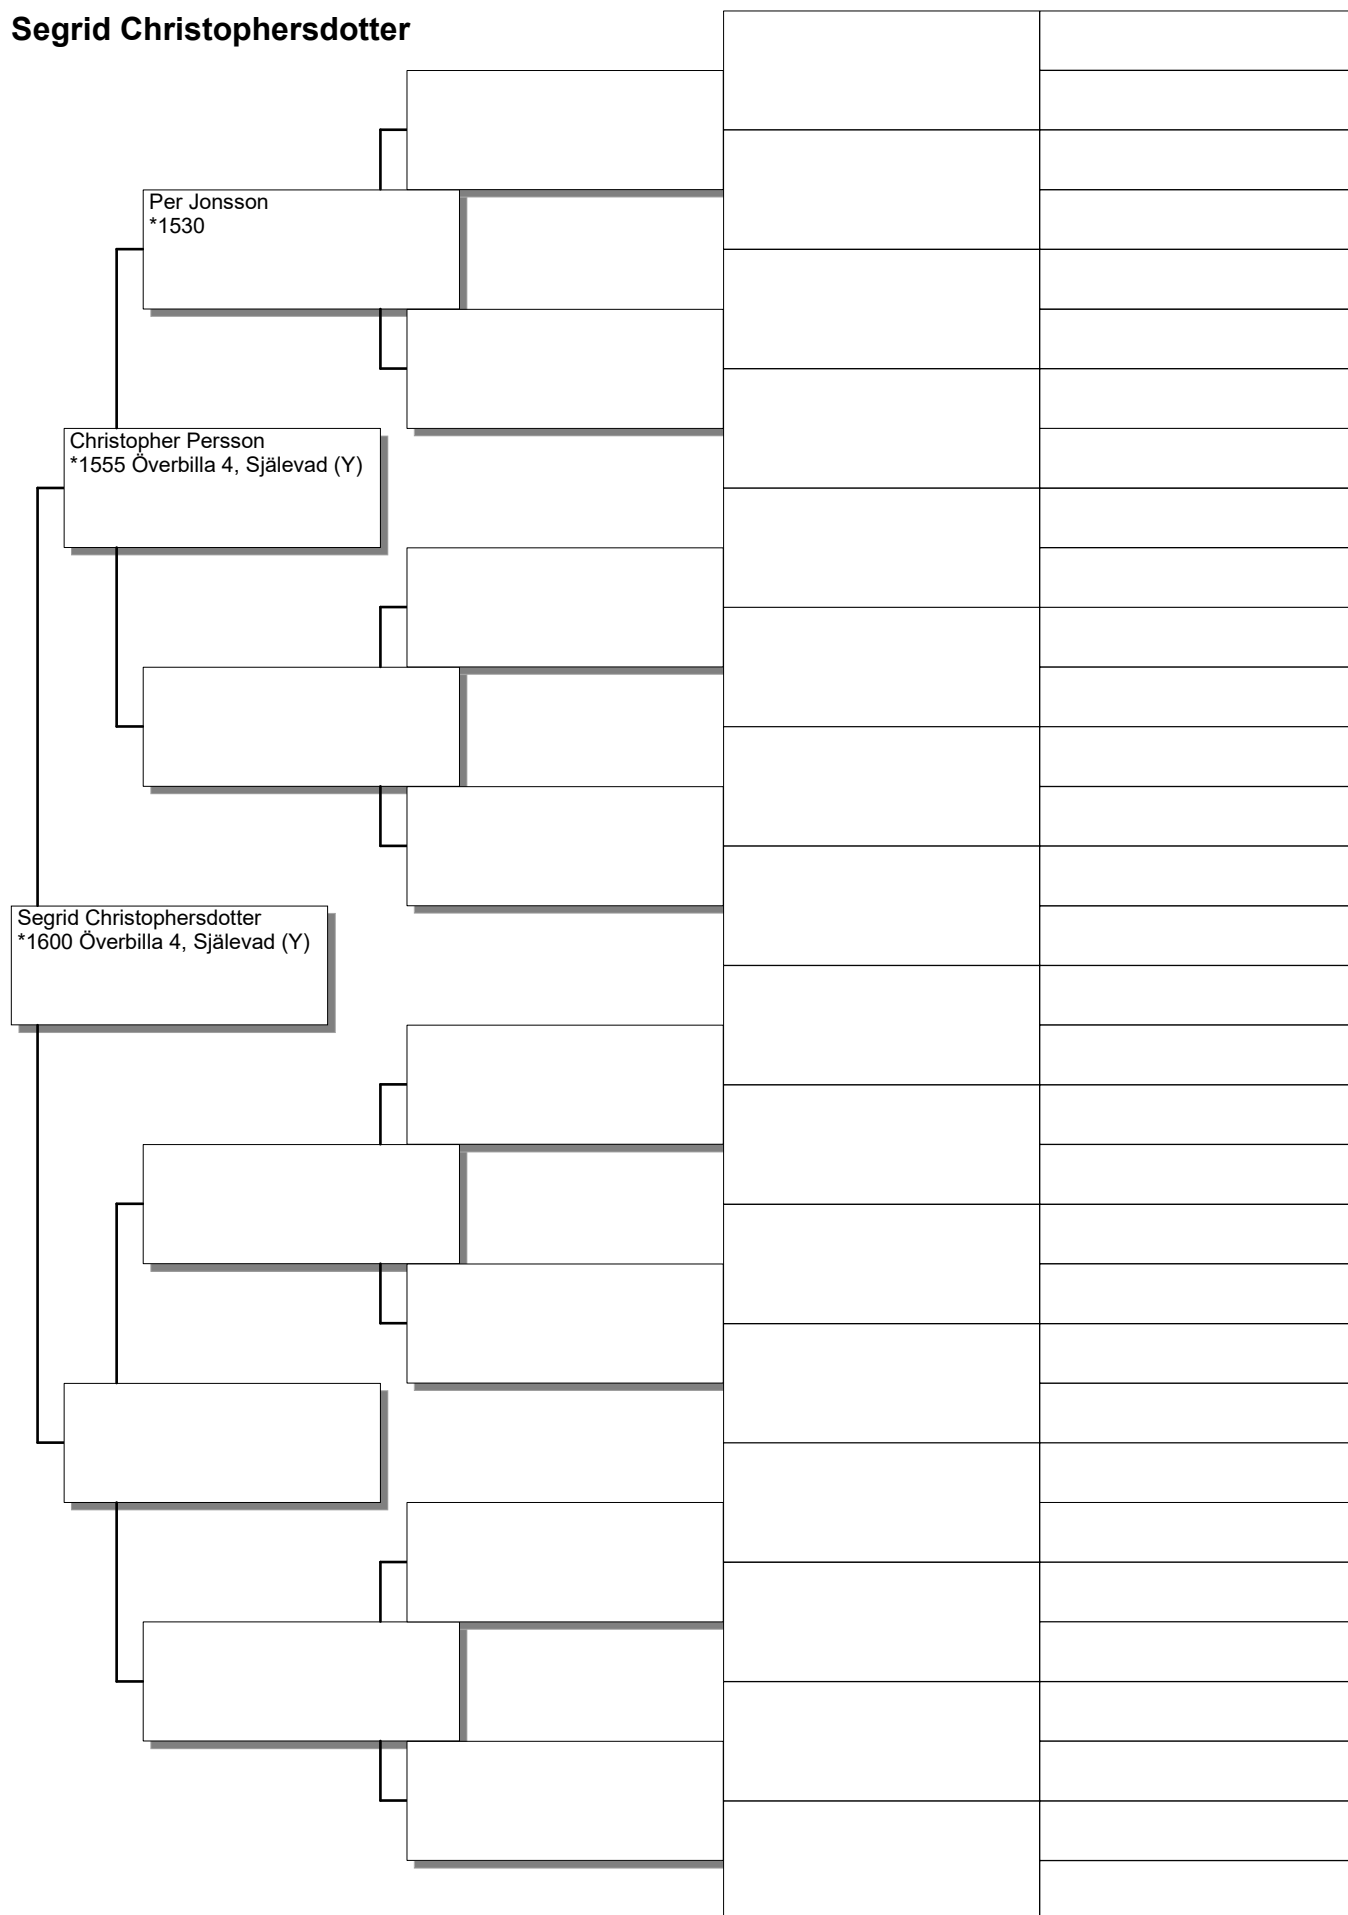 Segrid Christophersdotter
Per Jonsson
*1530
Christopher Persson
*1555 Överbilla 4, Själevad (Y)
Segrid Christophersdotter
*1600 Överbilla 4, Själevad (Y)